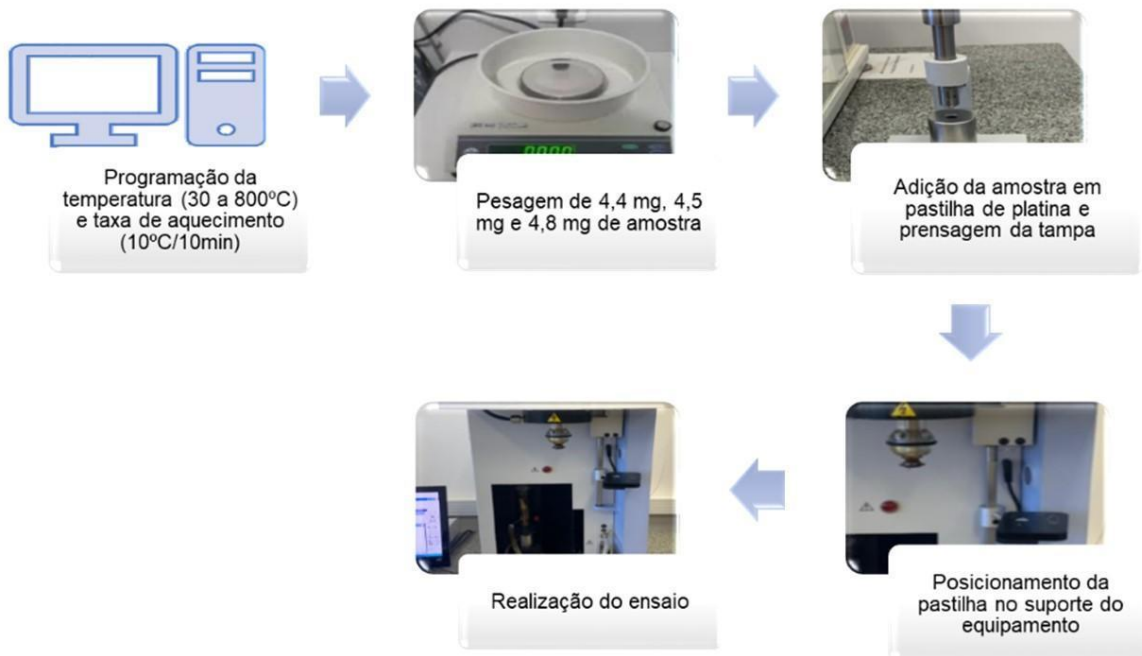 Programação da
temperatura (30 a 800ºC)
e taxa de aquecimento
(10ºC/10min)
Pesagem de 4,4 mg, 4,5
mg e 4,8 mg de amostra
Adição da amostra em
pastilha de platina e
prensagem da tampa
Posicionamento da
pastilha no suporte do
equipamento
Realização do ensaio